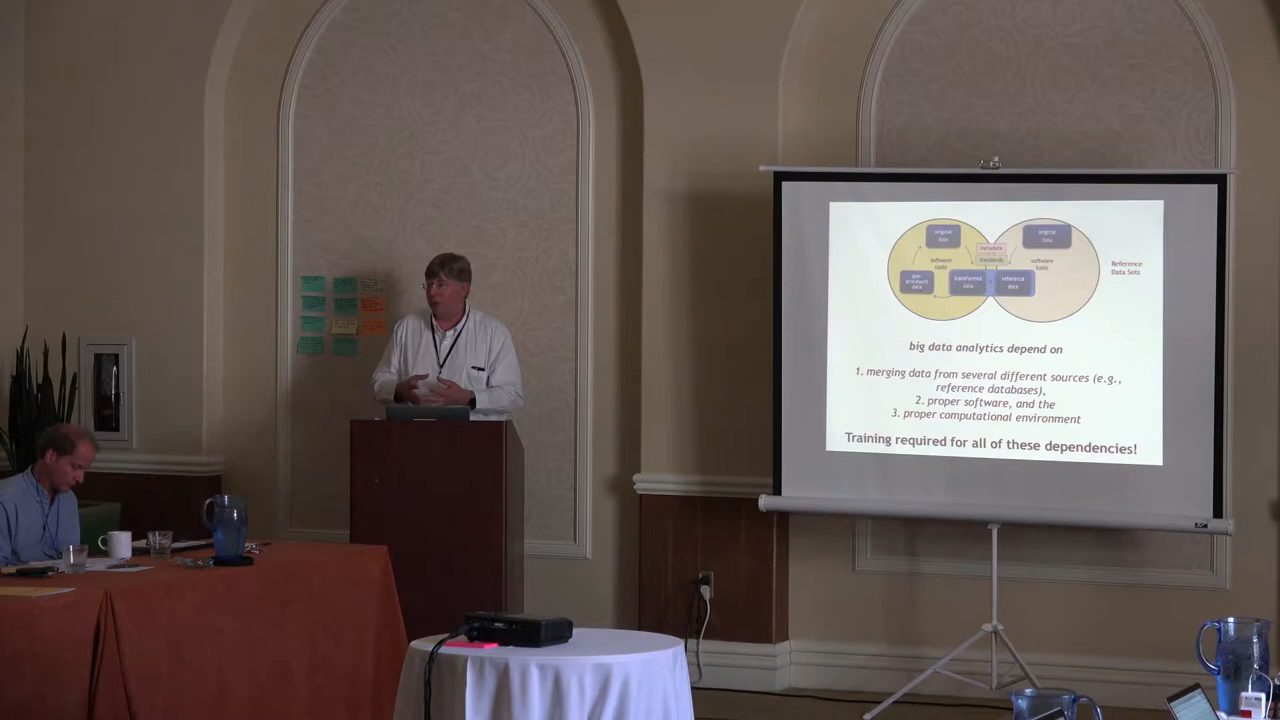 original
data
original
data
metadata
standards
software
tools
software
tools
Reference
Data Sets
transformed
data
reference
data
big data analytics depend on
1. merging data from several different sources (e.g.,
reference databases),
2. proper software, and the
3. proper computational environment
Training required for all of these dependencies!